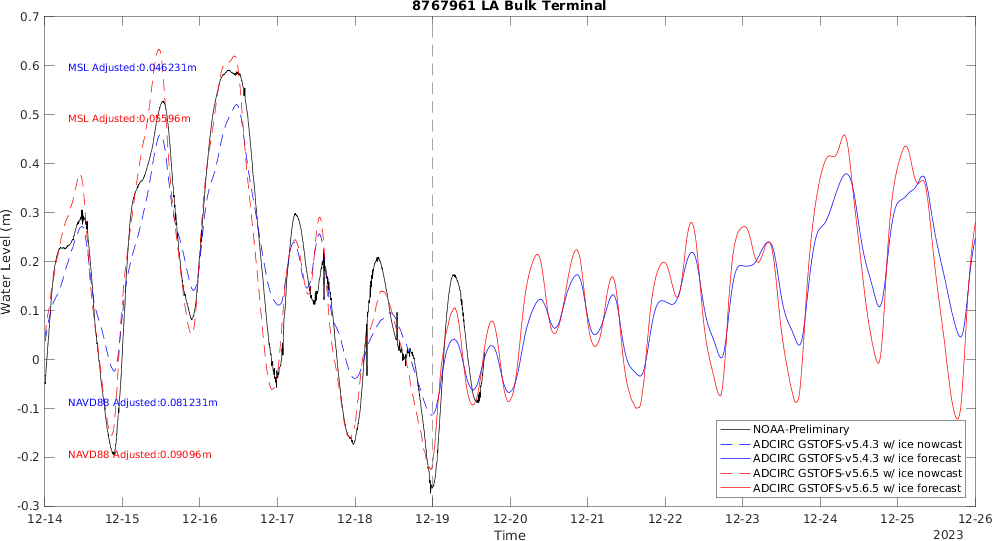 8767961 LA Bulk Terminal
Water Level (m)
0.7
0.6
0.5
0.4
0.3
0.2
0.1
0
-0.1
-0.2
-0.3
MSL Adjusted:0.046231m
MSL Adjusted:0.05596m
NAVD88 Adjusted:0.081231m
NAVD88 Adjusted:0.09096m
NOAA-Preliminary
ADCIRC GSTOFS-v5.4.3 w/ ice nowcast
ADCIRC GSTOFS-v5.4.3 w/ ice forecast
ADCIRC GSTOFS-v5.6.5 w/ ice nowcast
ADCIRC GSTOFS-v5.6.5 w/ ice forecast
12-14 12-15 12-16 12-17 12-18 12-19 12-20 12-21 12-22 12-23 12-24 12-25 12-26
Time
2023